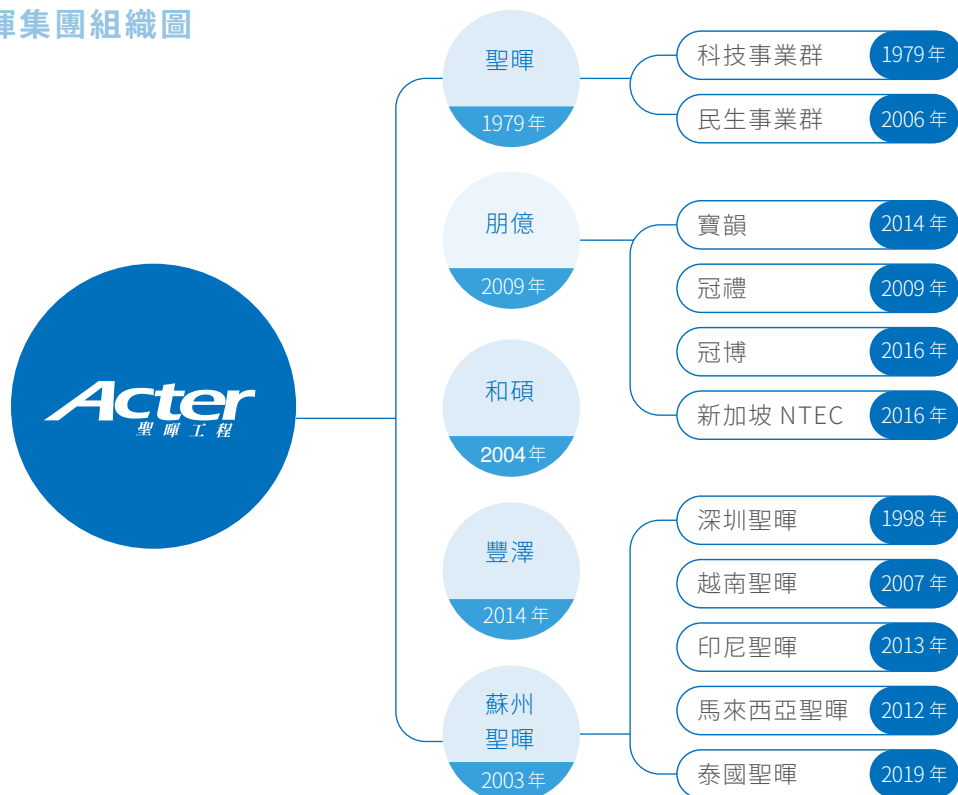 暉集團組織圖
Acter
聖暉工程
聖暉
1979年
科技事業群 1979年
民生事業群 2006年
朋億
2009年
寶韻 2014年
冠禮 2009年
冠博 2016年
新加坡 NTEC 2016年
和碩
2004年
豐澤
2014年
蘇州
聖暉
2003年
深圳聖暉 1998年
越南聖暉 2007年
印尼聖暉 2013年
馬來西亞聖暉 2012年
泰國聖暉 2019年